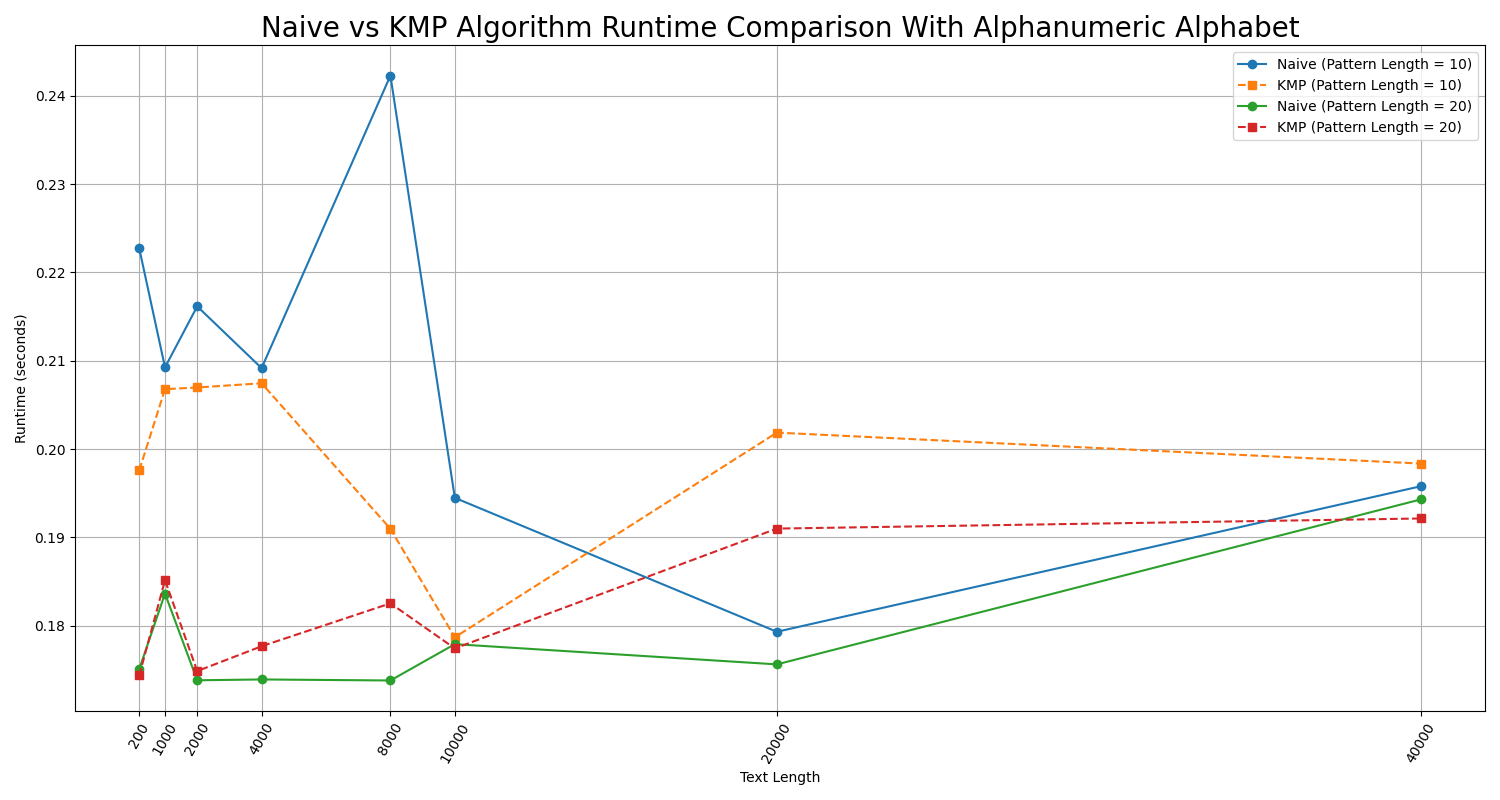 Naive vs KMP Algorithm Runtime Comparison With Alphanumeric Alphabet
Naive (Pattern Length = 10)
KMP (Pattern Length = 10)
Naive (Pattern Length = 20)
KMP (Pattern Length = 20)
Runtime (seconds)
0.24
0.23
0.22
0.21
0.20
0.19
0.18
200
1000
2000
4000
8000
10000
20000
40000
Text Length